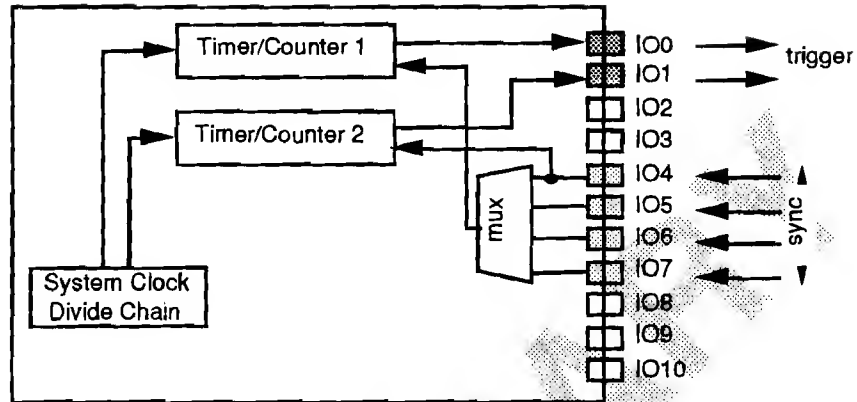 Timer/Counter 1
Timer/Counter 2
System Clock
Divide Chain
mux
IO0
IO1
IO2
IO3
IO4
IO5
IO6
IO7
IO8
IO9
IO10
trigger
sync